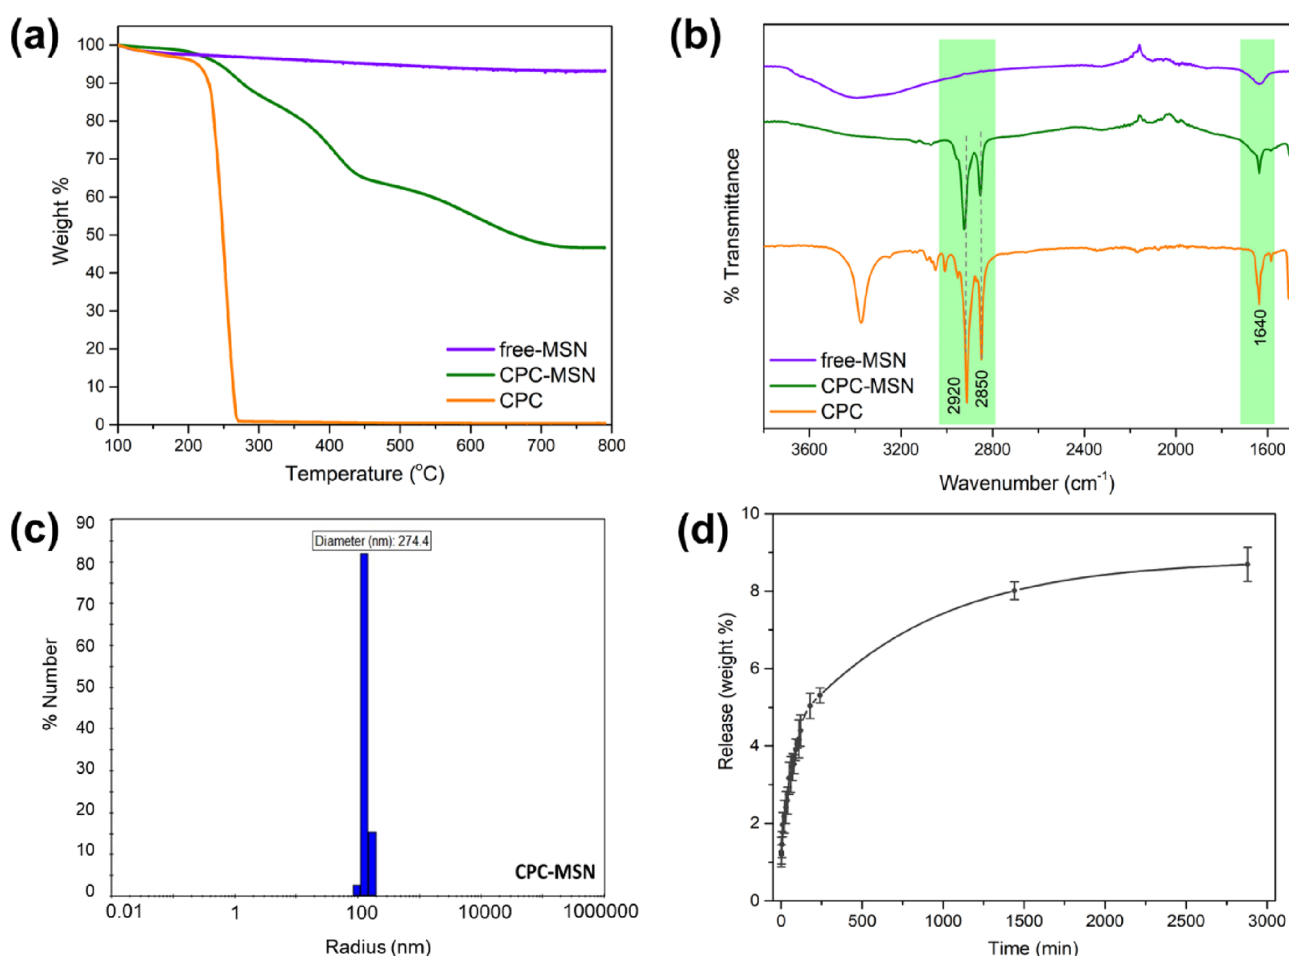 (a)
100
90
80
70
60
50
40
30
20
10
0
Weight %
free-MSN
CPC-MSN
CPC
100 200 300 400 500 600 700 800
Temperature (°C)
(b)
% Transmittance
free-MSN
CPC-MSN
CPC
2920
2850
1640
3600 3200 2800 2400 2000 1600
Wavenumber (cm⁻¹)
(c)
90
80
70
60
50
40
30
20
10
0
% Number
Diameter (nm): 274.4
CPC-MSN
0.01 1 100 10000 1000000
Radius (nm)
(d)
10
8
6
4
2
0
Release (weight %)
0 500 1000 1500 2000 2500 3000
Time (min)